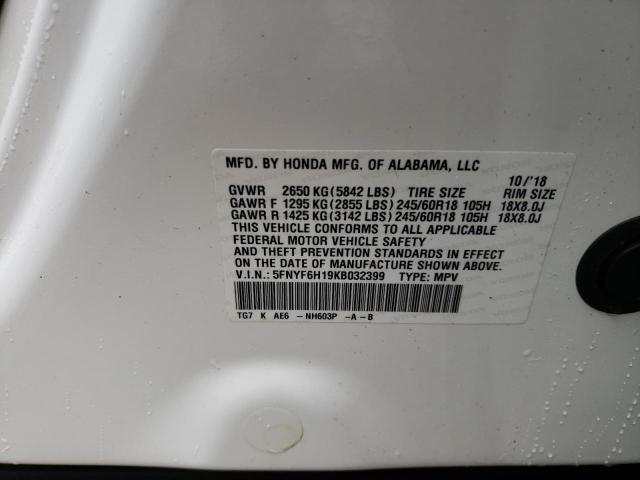 MFD. BY HONDA MFG. OF ALABAMA, LLC
10/'18
GVWR 2650 KG (5842 LBS) TIRE SIZE RIM SIZE
GAWR F 1295 KG (2855 LBS) 245/60R18 105H 18X8.0J
GAWR R 1425 KG (3142 LBS) 245/60R18 105H 18X8.0J
THIS VEHICLE CONFORMS TO ALL APPLICABLE
FEDERAL MOTOR VEHICLE SAFETY
AND THEFT PREVENTION STANDARDS IN EFFECT
ON THE DATE OF MANUFACTURE SHOWN ABOVE.
V.I.N.: 5FNYF6H19KB032399 TYPE: MPV
TG7 K AE6 -NH603P -A-B